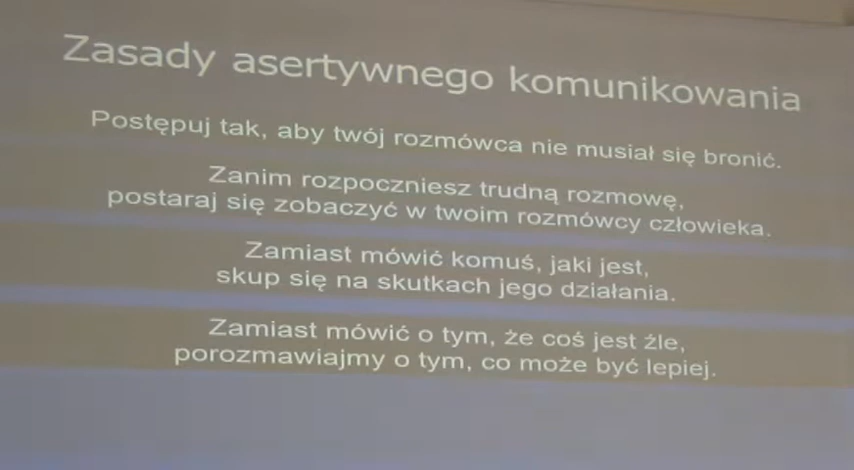 Zasady asertywnego komunikowania
Postępuj tak, aby twój rozmówca nie musiał się bronić.
Zanim rozpoczniesz trudną rozmowę,
postaraj się zobaczyć w twoim rozmówcy człowieka.
Zamiast mówić komuś, jaki jest,
skup się na skutkach jego działania.
Zamiast mówić o tym, że coś jest źle,
porozmawiajmy o tym, co może być lepiej.